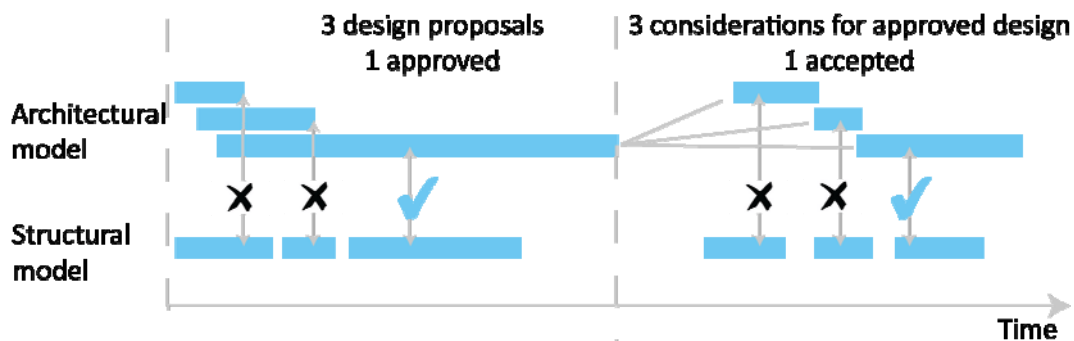 3 design proposals
1 approved
3 considerations for approved design
1 accepted
Architectural
model
Structural
model
Time